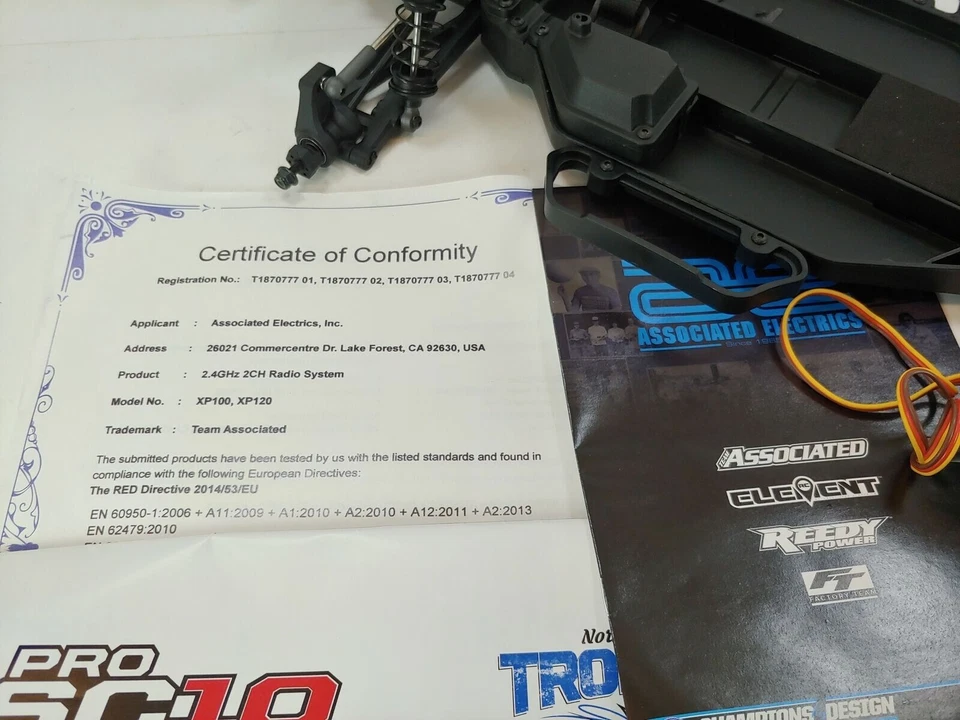 Certificate of Conformity
Registration No.: T1870777 01, T1870777 02, T1870777 03, T1870777 04
Applicant : Associated Electrics, Inc.
Address : 26021 Commercentre Dr. Lake Forest, CA 92630, USA
Product : 2.4GHz 2CH Radio System
Model No. : XP100, XP120
Trademark : Team Associated
The submitted products have been tested by us with the listed standards and found in
compliance with the following European Directives:
The RED Directive 2014/53/EU
EN 60950-1:2006 + A11:2009 + A1:2010 + A2:2010 + A12:2011 + A2:2013
EN 62479:2010
PRO
SC10
TRO
ASSOCIATED ELECTRICS
ASSOCIATED
ELEMENT
RC
REEDY
POWER
FT
FACTORY TEAM
CHAMPIONS DESIGN